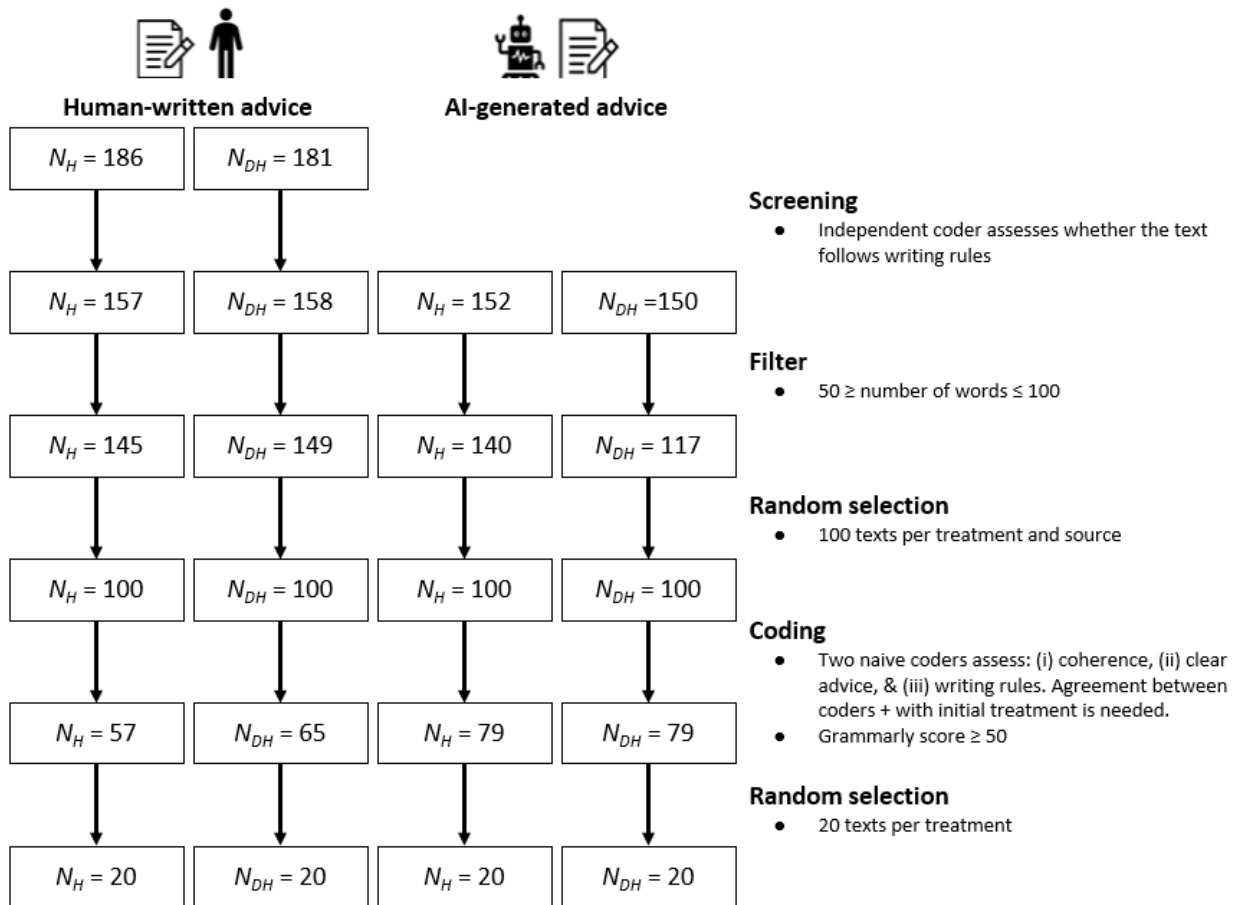 Human-written advice
AI-generated advice
N_H = 186
N_DH = 181
Screening
● Independent coder assesses whether the text
follows writing rules
N_H = 157
N_DH = 158
N_H = 152
N_DH =150
Filter
● 50 ≥ number of words ≤ 100
N_H = 145
N_DH = 149
N_H = 140
N_DH = 117
Random selection
● 100 texts per treatment and source
N_H = 100
N_DH = 100
N_H = 100
N_DH = 100
Coding
● Two naive coders assess: (i) coherence, (ii) clear
advice, & (iii) writing rules. Agreement between
coders + with initial treatment is needed.
● Grammarly score ≥ 50
N_H = 57
N_DH = 65
N_H = 79
N_DH = 79
Random selection
● 20 texts per treatment
N_H = 20
N_DH = 20
N_H = 20
N_DH = 20